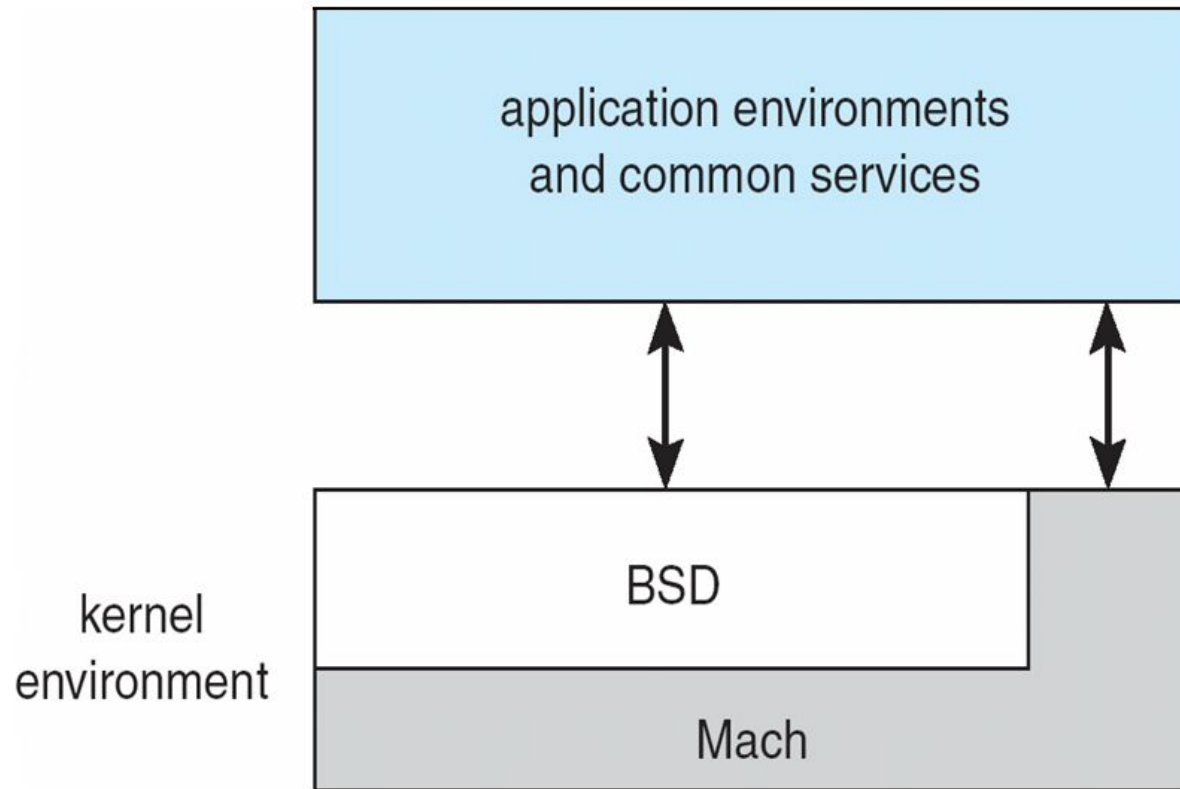 application environments
and common services
BSD
kernel
environment
Mach